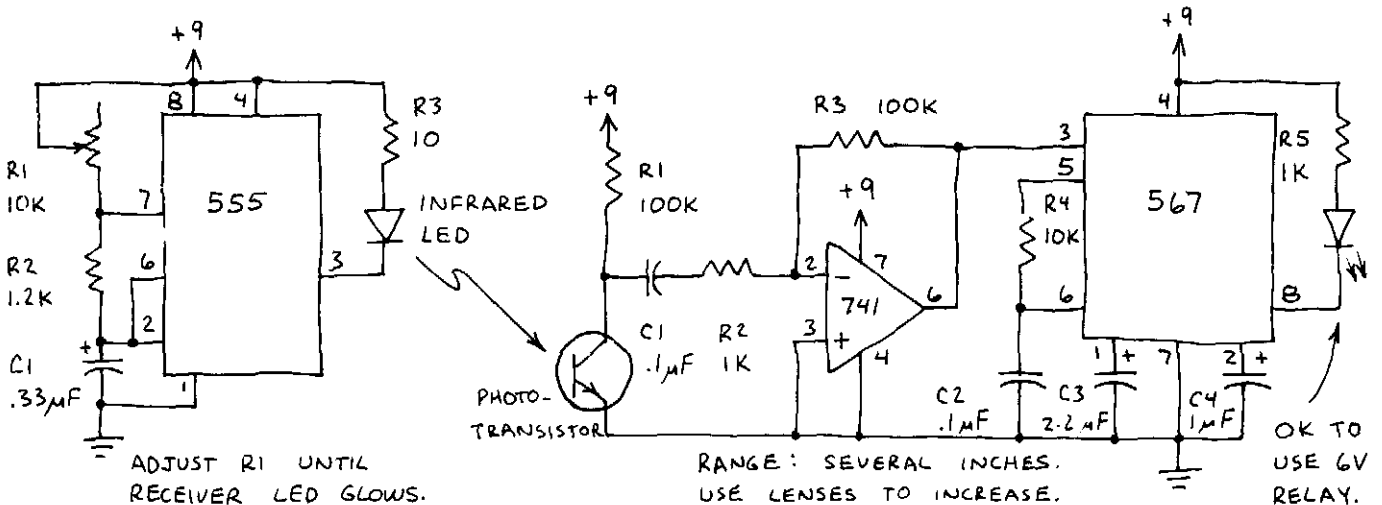 +9
8
4
R3
10
R1
10K
7
555
INFRARED
LED
R2
1.2K
6
3
2
+
C1
.33µF
1
ADJUST R1 UNTIL
RECEIVER LED GLOWS.
+9
R1
100K
R3 100K
+9
2
-
7
741
6
3
+
4
C1
.1µF
R2
1K
PHOTO-
TRANSISTOR
RANGE: SEVERAL INCHES.
USE LENSES TO INCREASE.
+9
4
3
5
567
R5
1K
R4
10K
6
8
1
+
7
2
+
C2
.1µF
C3
2.2µF
C4
1µF
OK TO
USE 6V
RELAY.